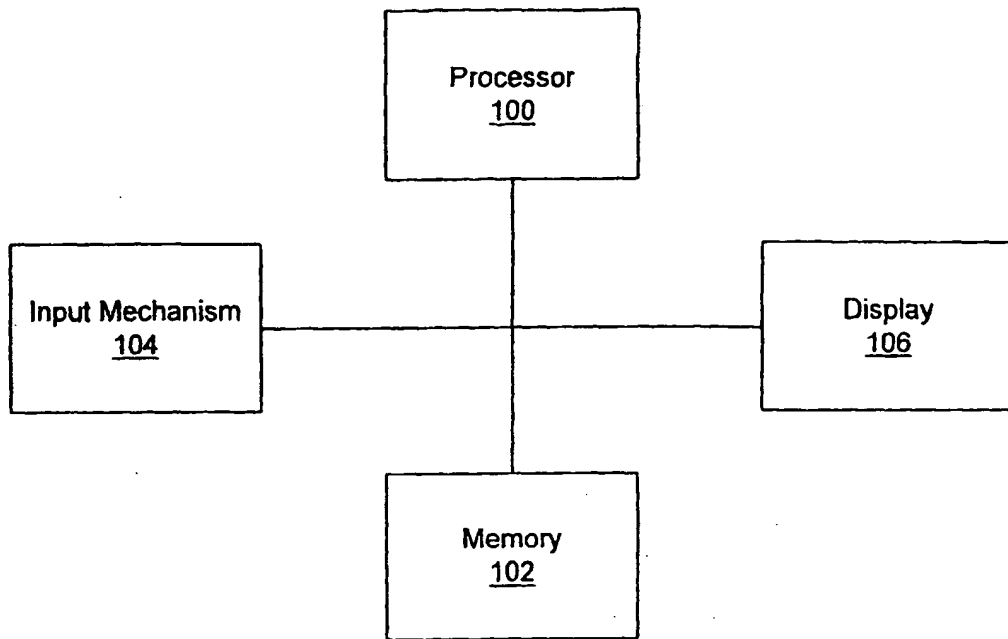 Processor
100
Input Mechanism
104
Display
106
Memory
102